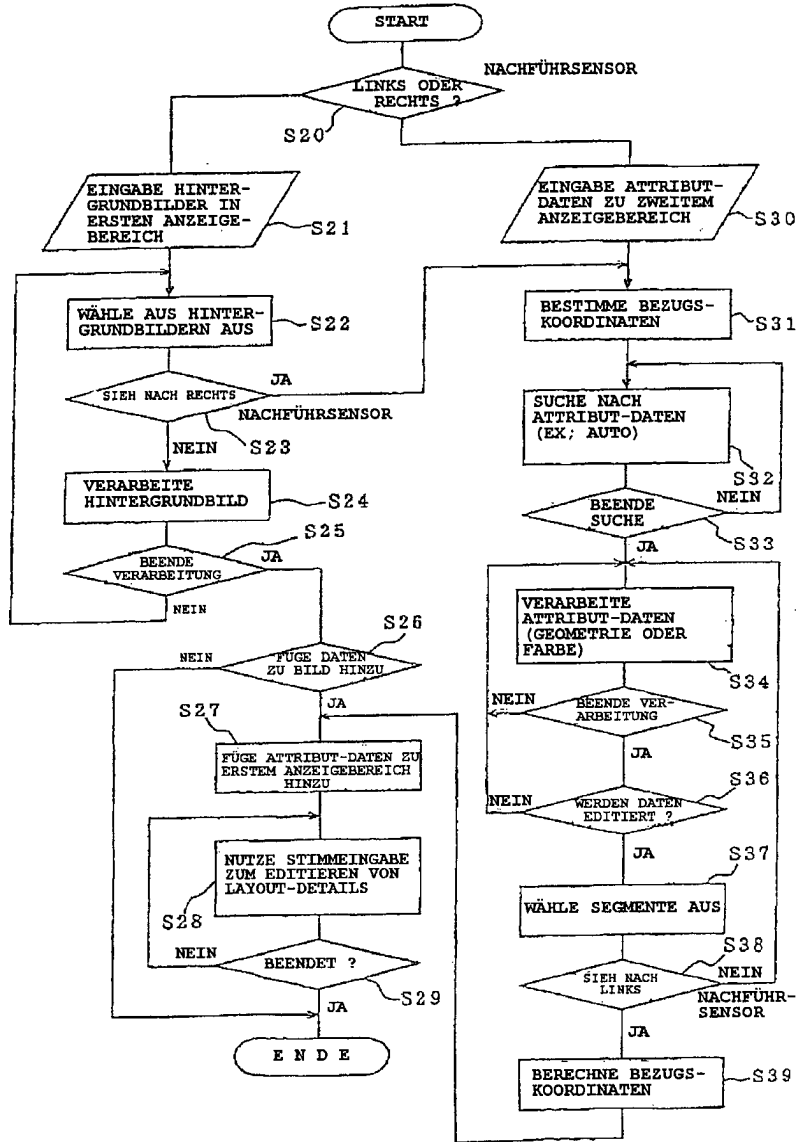 START
NACHFÜHRSENSOR
LINKS ODER
RECHTS ?
S20
EINGABE HINTER-
GRUNDBILDER IN
ERSTEN ANZEIGE-
BEREICH
S21
WÄHLE AUS HINTER-
GRUNDBILDERN AUS
S22
SIEH NACH RECHTS
JA
NACHFÜHRSENSOR
S23
NEIN
VERARBEITE
HINTERGRUNDBILD
S24
S25
BEENDE
VERARBEITUNG
JA
NEIN
S26
NEIN
FÜGE DATEN
ZU BILD HINZU
JA
S27
FÜGE ATTRIBUT-DATEN ZU
ERSTEM ANZEIGEBEREICH
HINZU
NUTZE STIMMEINGABE
ZUM EDITIEREN VON
LAYOUT-DETAILS
S28
NEIN
BEENDET ?
S29
JA
E N D E
EINGABE ATTRIBUT-
DATEN ZU ZWEITEM
ANZEIGEBEREICH
S30
BESTIMME BEZUGS-
KOORDINATEN
S31
SUCHE NACH
ATTRIBUT-DATEN
(EX; AUTO)
S32
BEENDE
SUCHE
NEIN
S33
JA
VERARBEITE
ATTRIBUT-DATEN
(GEOMETRIE ODER
FARBE)
S34
NEIN
BEENDE VER-
ARBEITUNG
S35
JA
S36
NEIN
WERDEN DATEN
EDITIERT ?
JA
S37
WÄHLE SEGMENTE AUS
S38
SIEH NACH
LINKS
NEIN
NACHFÜHR-
SENSOR
JA
BERECHNE BEZUGS-
KOORDINATEN
S39